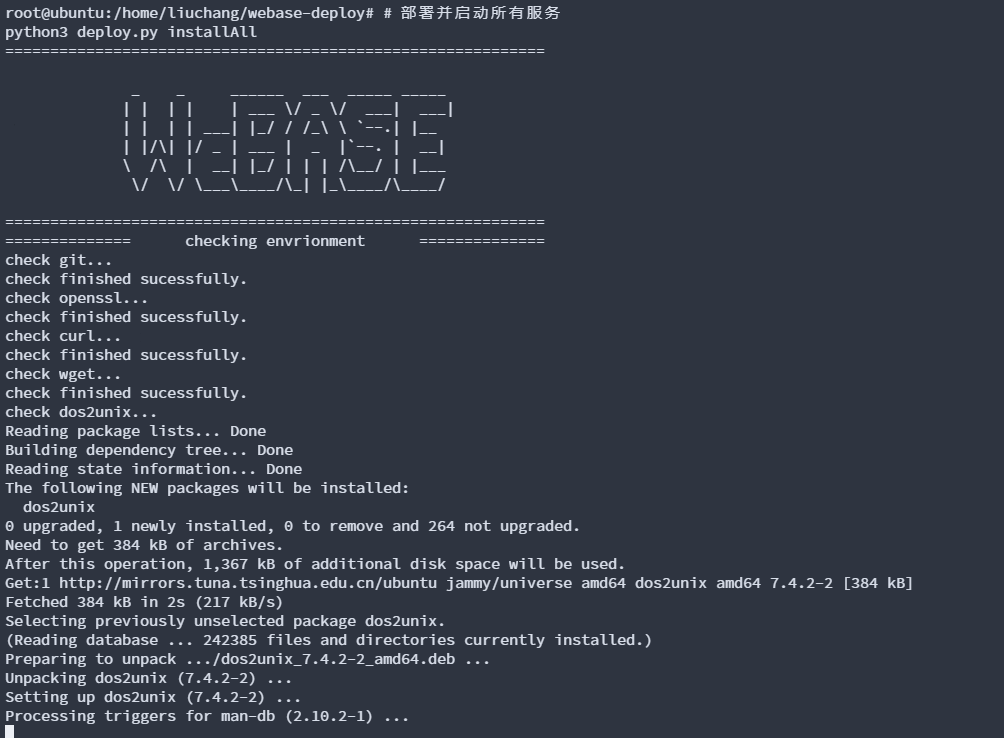 root@ubuntu:/home/liuchang/webase-deploy# # 部署并启动所有服务
python3 deploy.py installAll
============================================================
              _    _     ______  ___  _____ _____
             | |  | |    | ___ \/ _ \/  ___|  ___|
             | |  | | ___| |_/ / /_\ \ `--.| |__
             | |/\| |/ _ | ___ |  _  |`--. |  __|
             \  /\  |  __| |_/ | | | /\__/ | |___
              \/  \/ \___\____/\_| |_\____/\____/
============================================================
==============      checking envrionment      ==============
check git...
check finished sucessfully.
check openssl...
check finished sucessfully.
check curl...
check finished sucessfully.
check wget...
check finished sucessfully.
check dos2unix...
Reading package lists... Done
Building dependency tree... Done
Reading state information... Done
The following NEW packages will be installed:
  dos2unix
0 upgraded, 1 newly installed, 0 to remove and 264 not upgraded.
Need to get 384 kB of archives.
After this operation, 1,367 kB of additional disk space will be used.
Get:1 http://mirrors.tuna.tsinghua.edu.cn/ubuntu jammy/universe amd64 dos2unix amd64 7.4.2-2 [384 kB]
Fetched 384 kB in 2s (217 kB/s)
Selecting previously unselected package dos2unix.
(Reading database ... 242385 files and directories currently installed.)
Preparing to unpack .../dos2unix_7.4.2-2_amd64.deb ...
Unpacking dos2unix (7.4.2-2) ...
Setting up dos2unix (7.4.2-2) ...
Processing triggers for man-db (2.10.2-1) ...